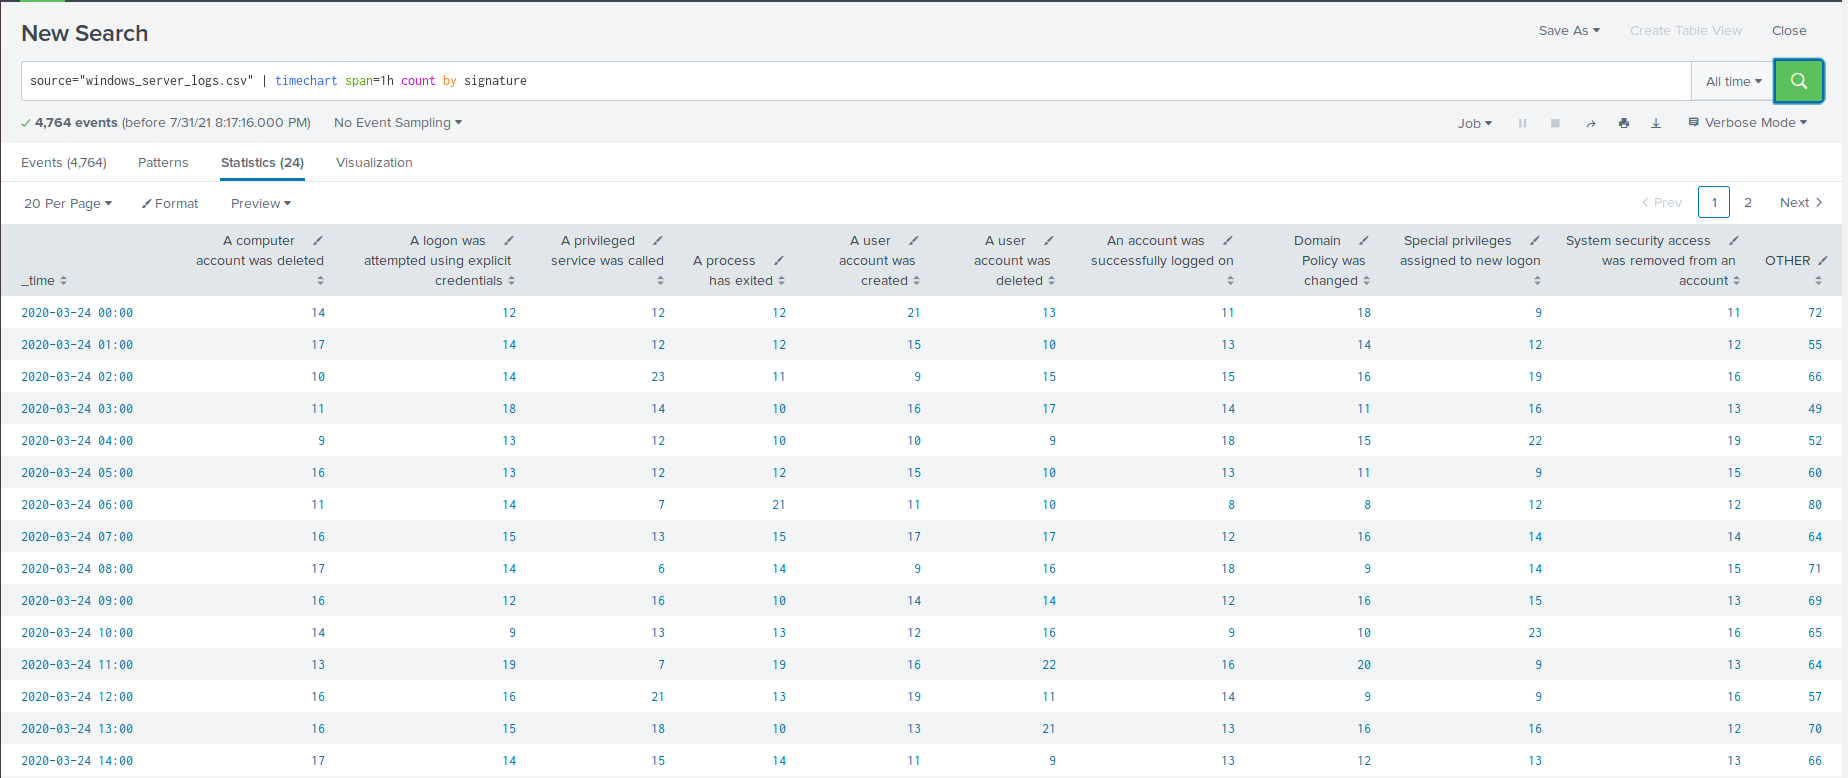 New Search
Save As Create Table View Close
source="windows_server_logs.csv" | timechart span=1h count by signature
All time
4,764 events (before 7/31/21 8:17:16.000 PM) No Event Sampling
Job Verbose Mode
Events (4,764) Patterns Statistics (24) Visualization
20 Per Page Format Preview
Prev 1 2 Next
_time
A computer account was deleted
A logon was attempted using explicit credentials
A privileged service was called
A process has exited
A user account was created
A user account was deleted
An account was successfully logged on
Domain Policy was changed
Special privileges assigned to new logon
System security access was removed from an account
OTHER
2020-03-24 00:00 14 12 12 12 21 13 11 18 9 11 72
2020-03-24 01:00 17 14 12 12 15 10 13 14 12 12 55
2020-03-24 02:00 10 14 23 11 9 15 15 16 19 16 66
2020-03-24 03:00 11 18 14 10 16 17 14 11 16 13 49
2020-03-24 04:00 9 13 12 10 10 9 18 15 22 19 52
2020-03-24 05:00 16 13 12 12 15 10 13 11 9 15 60
2020-03-24 06:00 11 14 7 21 11 10 8 8 12 12 80
2020-03-24 07:00 16 15 13 15 17 17 12 16 14 14 64
2020-03-24 08:00 17 14 6 14 9 16 18 9 14 15 71
2020-03-24 09:00 16 12 16 10 14 14 12 16 15 13 69
2020-03-24 10:00 14 9 13 13 12 16 9 10 23 16 65
2020-03-24 11:00 13 19 7 19 16 22 16 20 9 13 64
2020-03-24 12:00 16 16 21 13 19 11 14 9 9 16 57
2020-03-24 13:00 16 15 18 10 13 21 13 16 16 12 70
2020-03-24 14:00 17 14 15 14 11 9 13 12 13 13 66